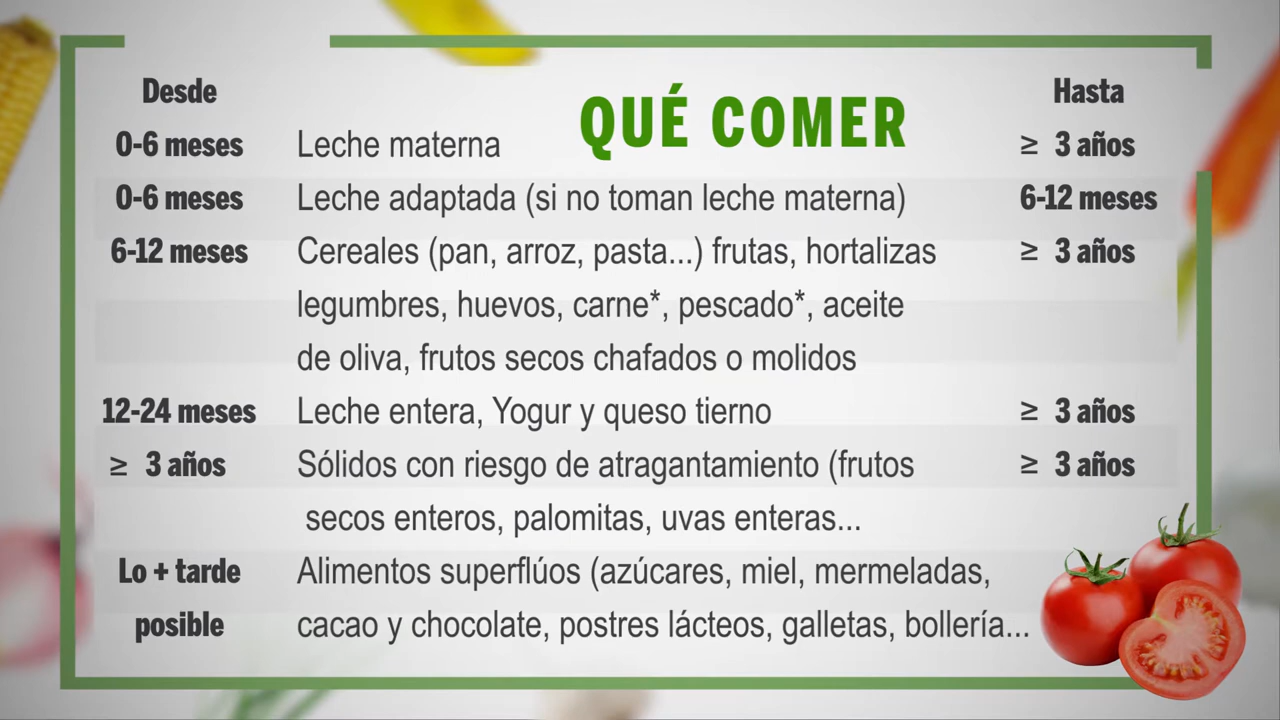 Desde QUÉ COMER Hasta
0-6 meses Leche materna ≥ 3 años
0-6 meses Leche adaptada (si no toman leche materna) 6-12 meses
6-12 meses Cereales (pan, arroz, pasta...) frutas, hortalizas ≥ 3 años
legumbres, huevos, carne*, pescado*, aceite
de oliva, frutos secos chafados o molidos
12-24 meses Leche entera, Yogur y queso tierno ≥ 3 años
≥ 3 años Sólidos con riesgo de atragantamiento (frutos ≥ 3 años
secos enteros, palomitas, uvas enteras...
Lo + tarde Alimentos superflúos (azúcares, miel, mermeladas,
posible cacao y chocolate, postres lácteos, galletas, bollería...